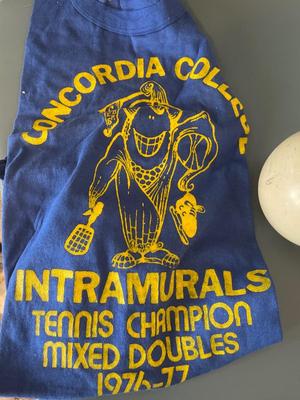 CONCORDIA COLLEGE
INTRAMURALS
TENNIS CHAMPION
MIXED DOUBLES
1976-77